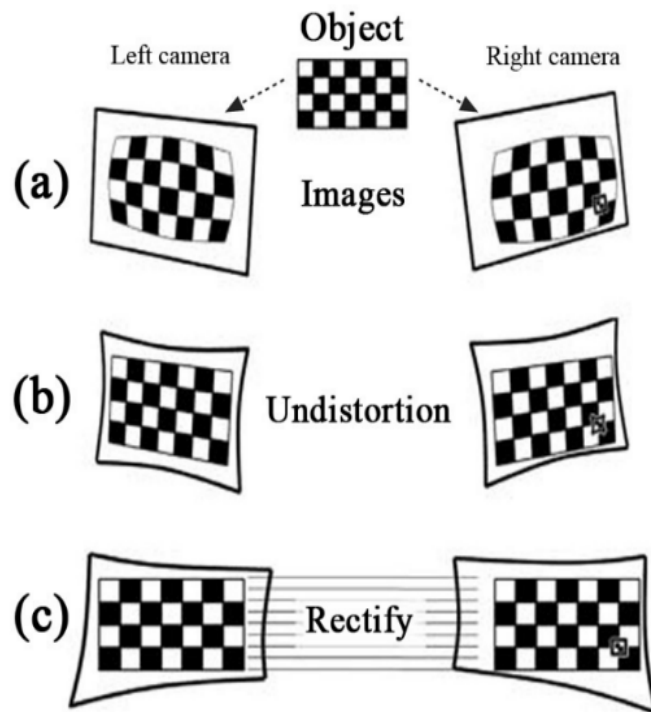 Object
Left camera
Right camera
(a)
Images
(b)
Undistortion
(c)
Rectify